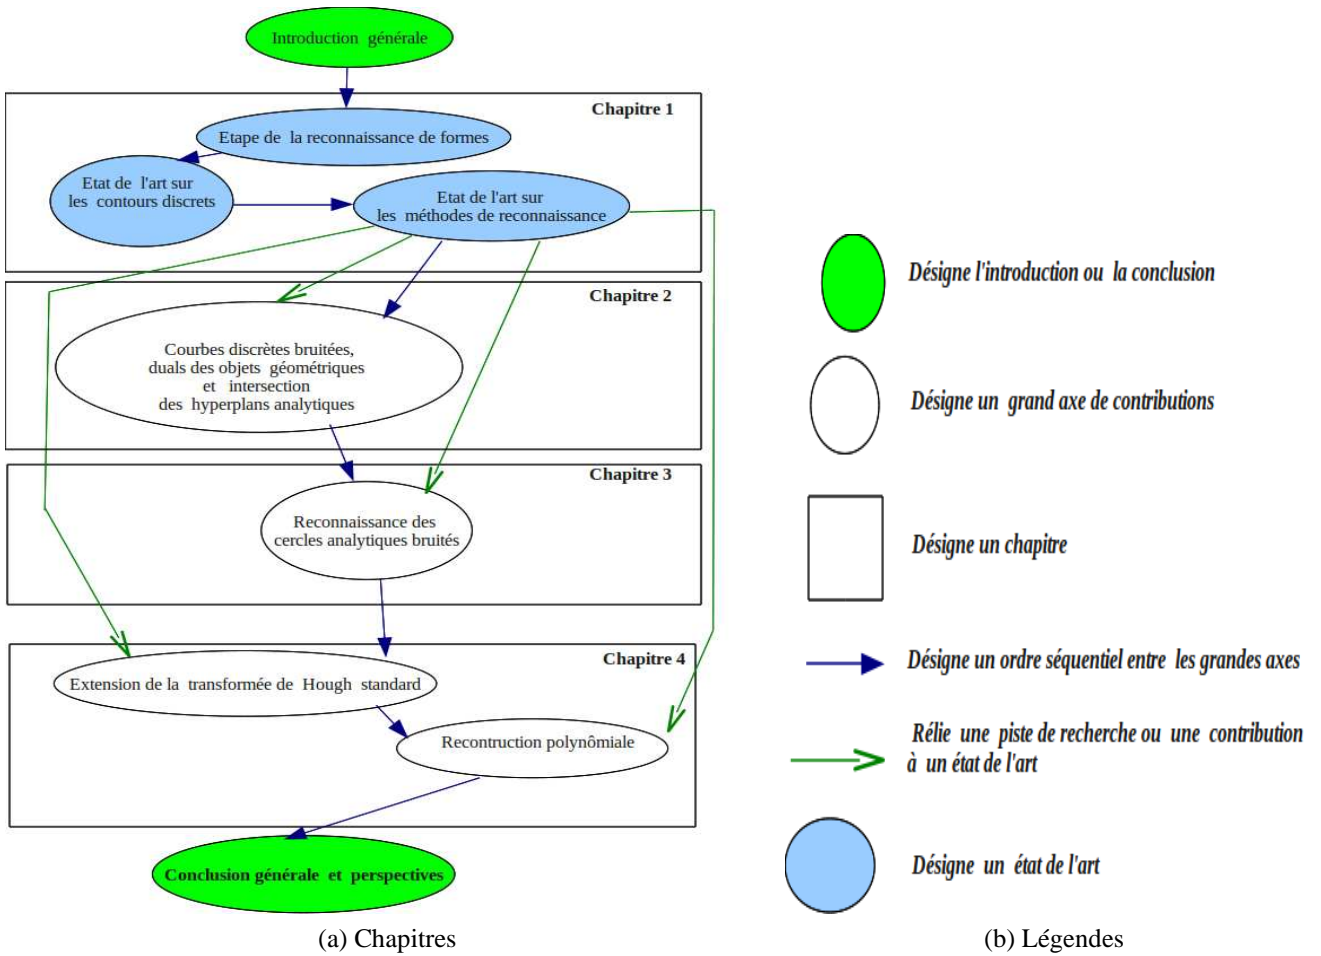 Introduction générale
Chapitre 1
Etape de la reconnaissance de formes
Etat de l'art sur
les contours discrets
Etat de l'art sur
les méthodes de reconnaissance
Chapitre 2
Courbes discrètes bruitées,
duals des objets géométriques
et intersection
des hyperplans analytiques
Chapitre 3
Reconnaissance des
cercles analytiques bruités
Chapitre 4
Extension de la transformée de Hough standard
Recontruction polynômiale
Conclusion générale et perspectives
(a) Chapitres
Désigne l'introduction ou la conclusion
Désigne un grand axe de contributions
Désigne un chapitre
Désigne un ordre séquentiel entre les grandes axes
Rélie une piste de recherche ou une contribution
à un état de l'art
Désigne un état de l'art
(b) Légendes